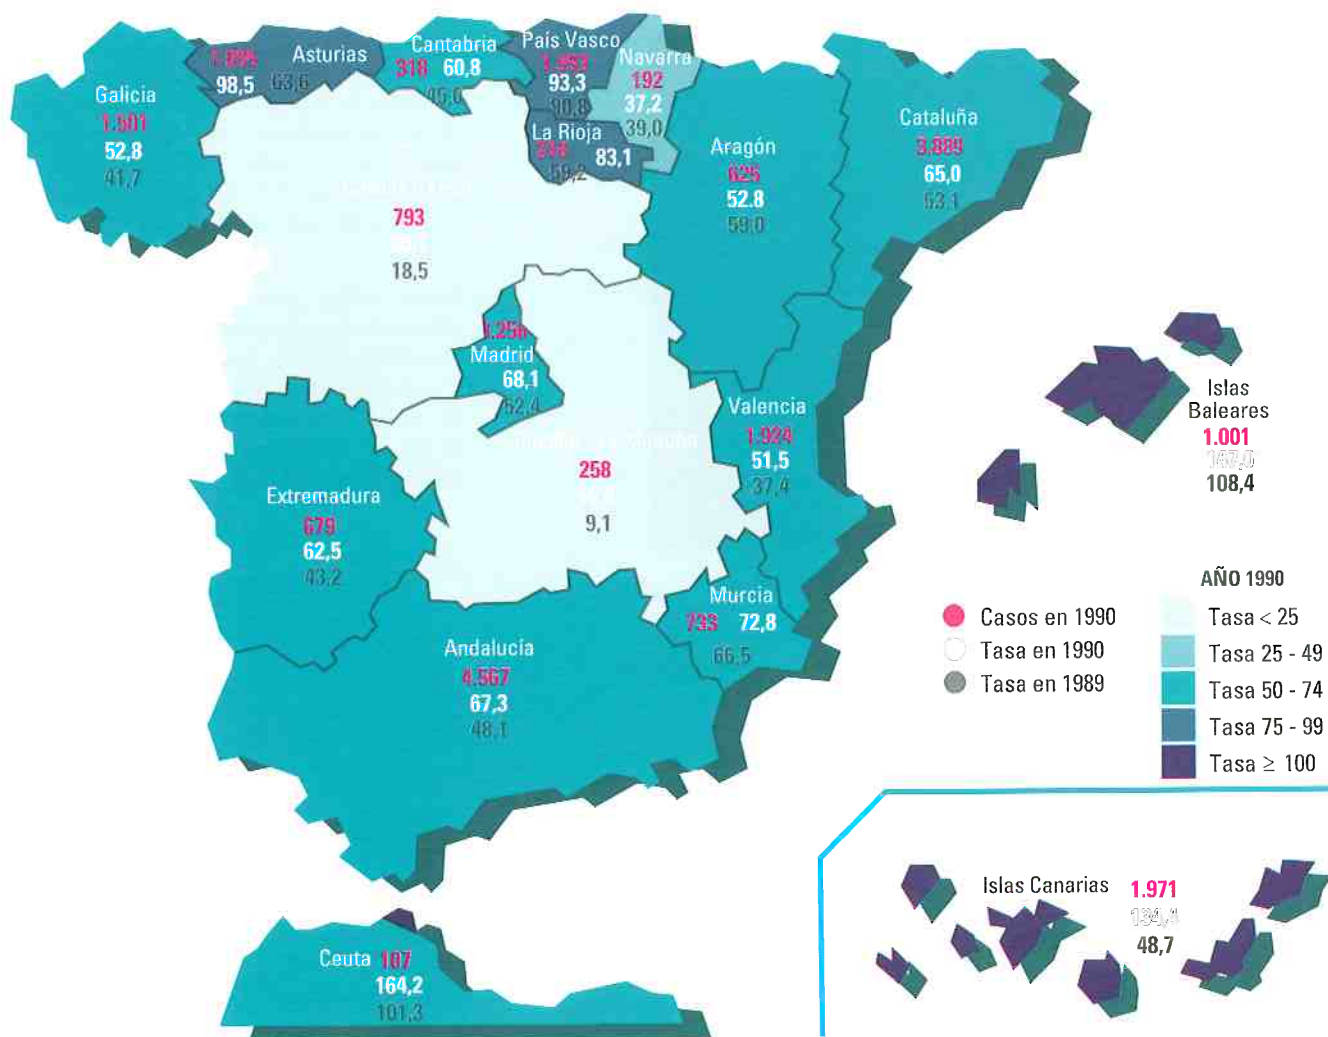 Asturias
98,5 63,6
Cantabria
318 60,8
45,0
País Vasco
93,3
90,8
Navarra
192
37,2
39,0
Galicia
1.501
52,8
41,7
La Rioja
83,1
59,2
Aragón
625
52.8
59,0
Cataluña
3.889
65,0
53,1
793
18,5
1.256
Madrid
68,1
52,4
Valencia
1.924
51,5
37,4
258
9,1
Extremadura
679
62,5
43,2
Islas
Baleares
1.001
147,0
108,4
Murcia
733 72,8
66,5
Andalucía
4.567
67,3
48,1
Casos en 1990
Tasa en 1990
Tasa en 1989
AÑO 1990
Tasa < 25
Tasa 25 - 49
Tasa 50 - 74
Tasa 75 - 99
Tasa ≥ 100
Islas Canarias 1.971
134,4
48,7
Ceuta 107
164,2
101,3